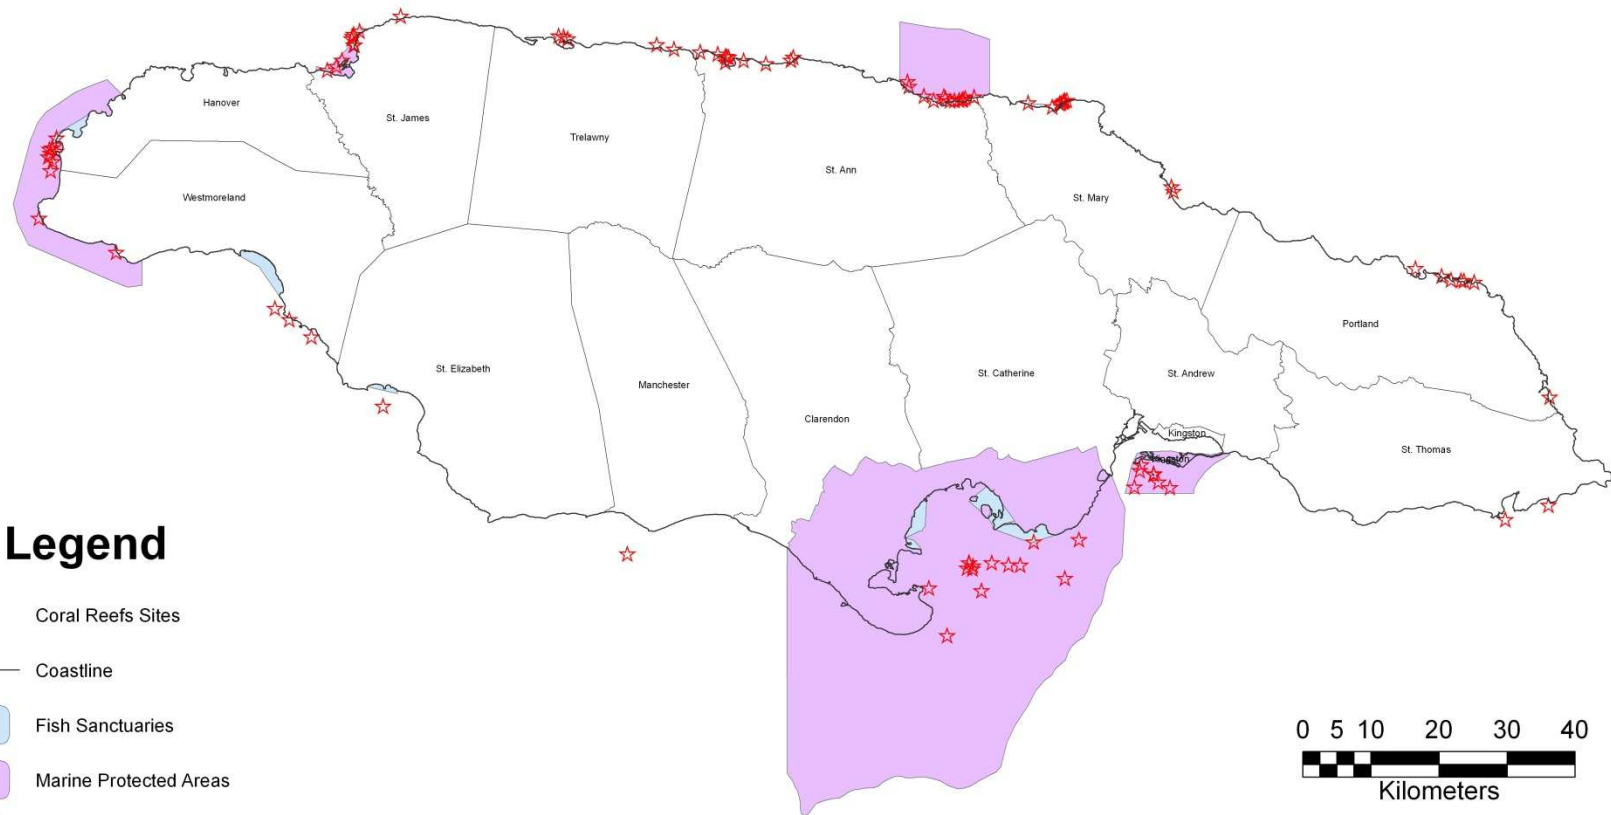 Hanover
St. James
Trelawny
St. Ann
Westmoreland
St. Mary
Portland
St. Elizabeth
Manchester
St. Catherine
St. Andrew
Clarendon
Kingston
St. Thomas
Kingston
Legend
Coral Reefs Sites
Coastline
Fish Sanctuaries
Marine Protected Areas
0 5 10 20 30 40
Kilometers